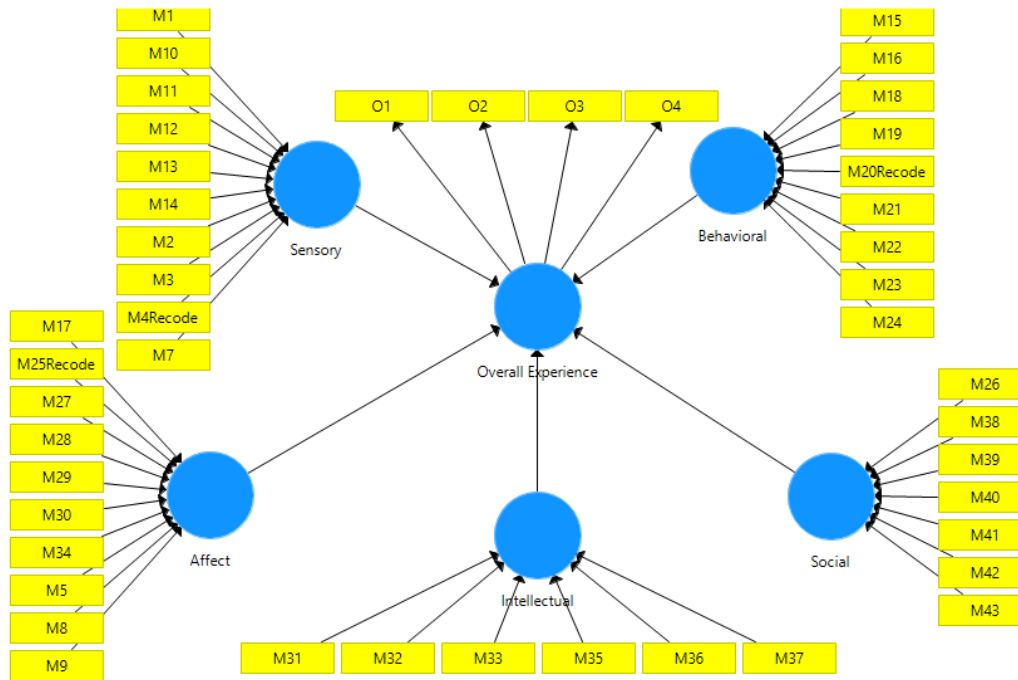 M1
M10
M11
M12
M13
M14
M2
M3
M4Recode
M7
Sensory
O1 O2 O3 O4
M15
M16
M18
M19
M20Recode
M21
M22
M23
M24
Behavioral
Overall Experience
M17
M25Recode
M27
M28
M29
M30
M34
M5
M8
M9
Affect
Intellectual
M31 M32 M33 M35 M36 M37
M26
M38
M39
M40
M41
M42
M43
Social